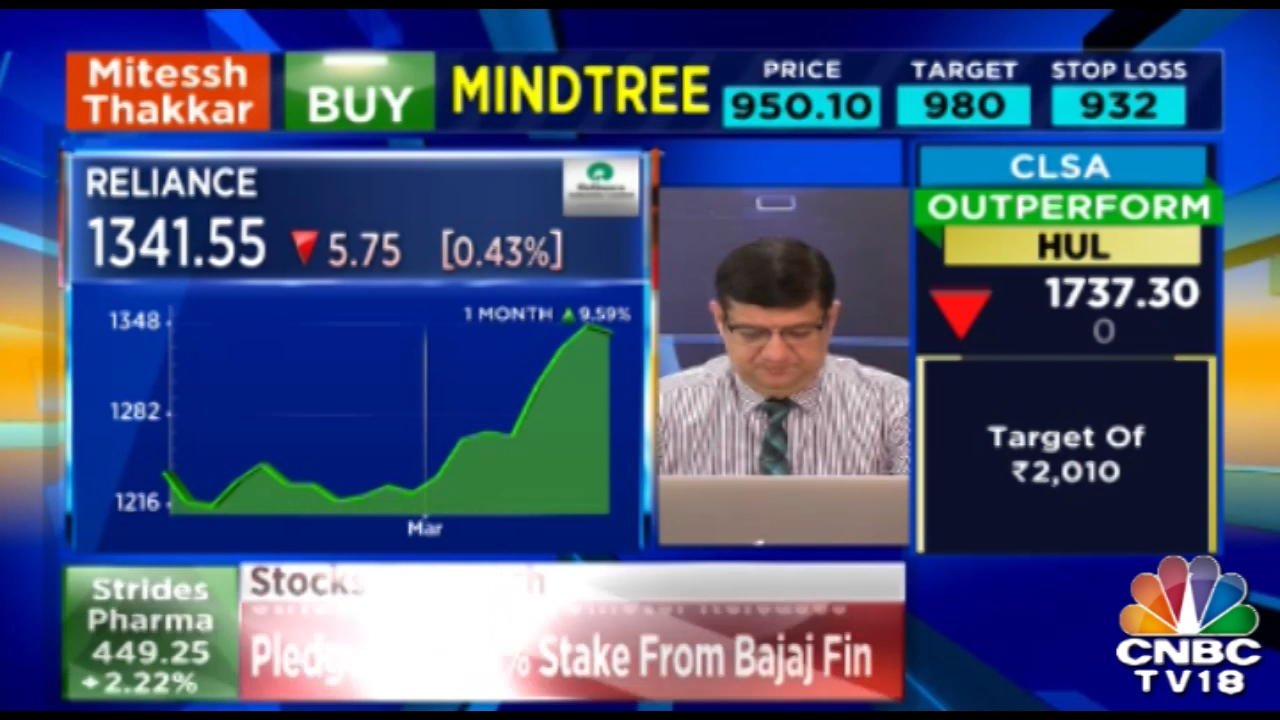 Mitessh
Thakkar
BUY
MINDTREE
PRICE
950.10
TARGET
980
STOP LOSS
932
RELIANCE
1341.55 ▼ 5.75 [0.43%]
Reliance
1 MONTH ▲ 9.59%
1348
1282
1216
Mar
CLSA
OUTPERFORM
HUL
1737.30
0
Target Of
₹2,010
Strides
Pharma
449.25
+2.22%
Stocks
% Stake From Bajaj Fin
CNBC
TV18